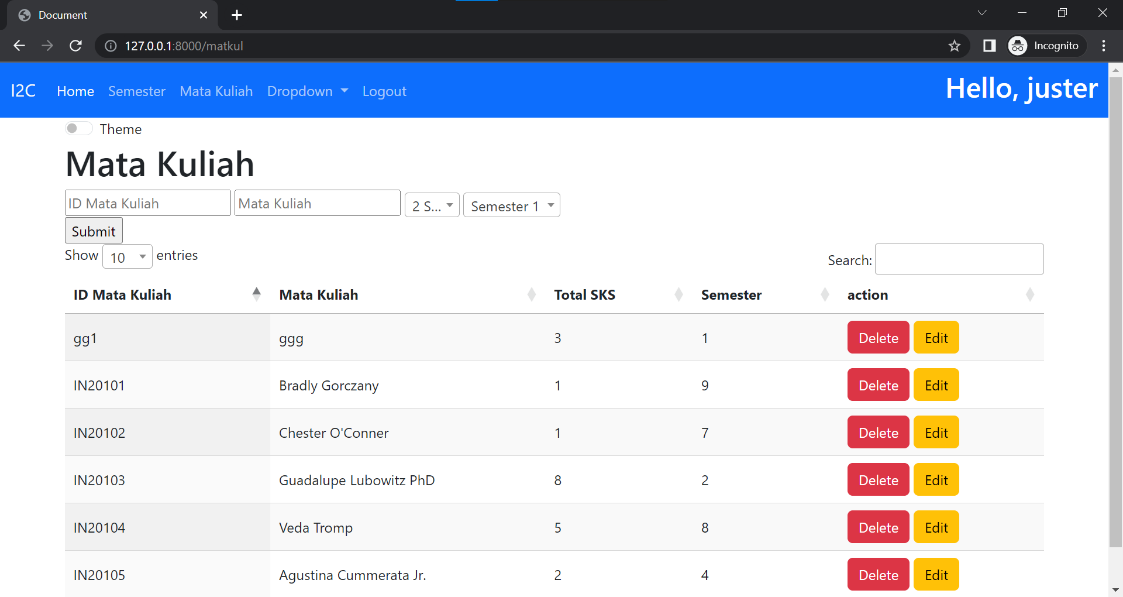 Document
127.0.0.1:8000/matkul
Incognito
I2C Home Semester Mata Kuliah Dropdown Logout Hello, juster
Theme
Mata Kuliah
ID Mata Kuliah Mata Kuliah 2 S... Semester 1
Submit
Show 10 entries Search:
ID Mata Kuliah Mata Kuliah Total SKS Semester action
gg1 ggg 3 1 Delete Edit
IN20101 Bradly Gorczany 1 9 Delete Edit
IN20102 Chester O'Conner 1 7 Delete Edit
IN20103 Guadalupe Lubowitz PhD 8 2 Delete Edit
IN20104 Veda Tromp 5 8 Delete Edit
IN20105 Agustina Cummerata Jr. 2 4 Delete Edit